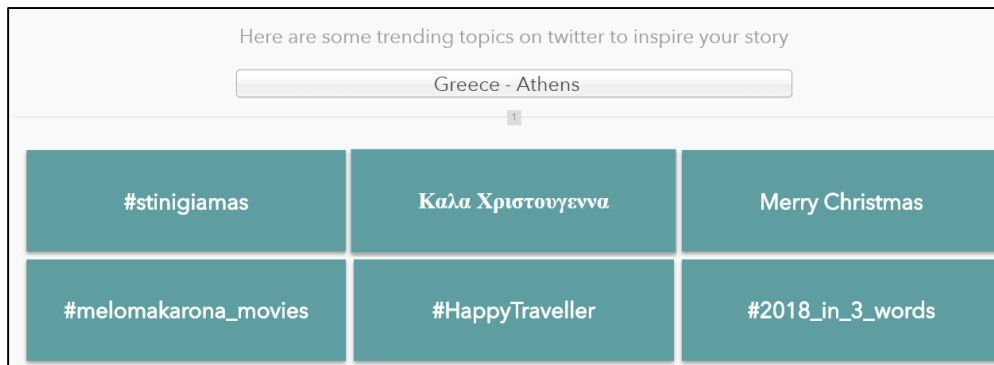 Here are some trending topics on twitter to inspire your story
Greece - Athens
1
#stinigiamas
Καλα Χριστουγεννα
Merry Christmas
#melomakarona_movies
#HappyTraveller
#2018_in_3_words